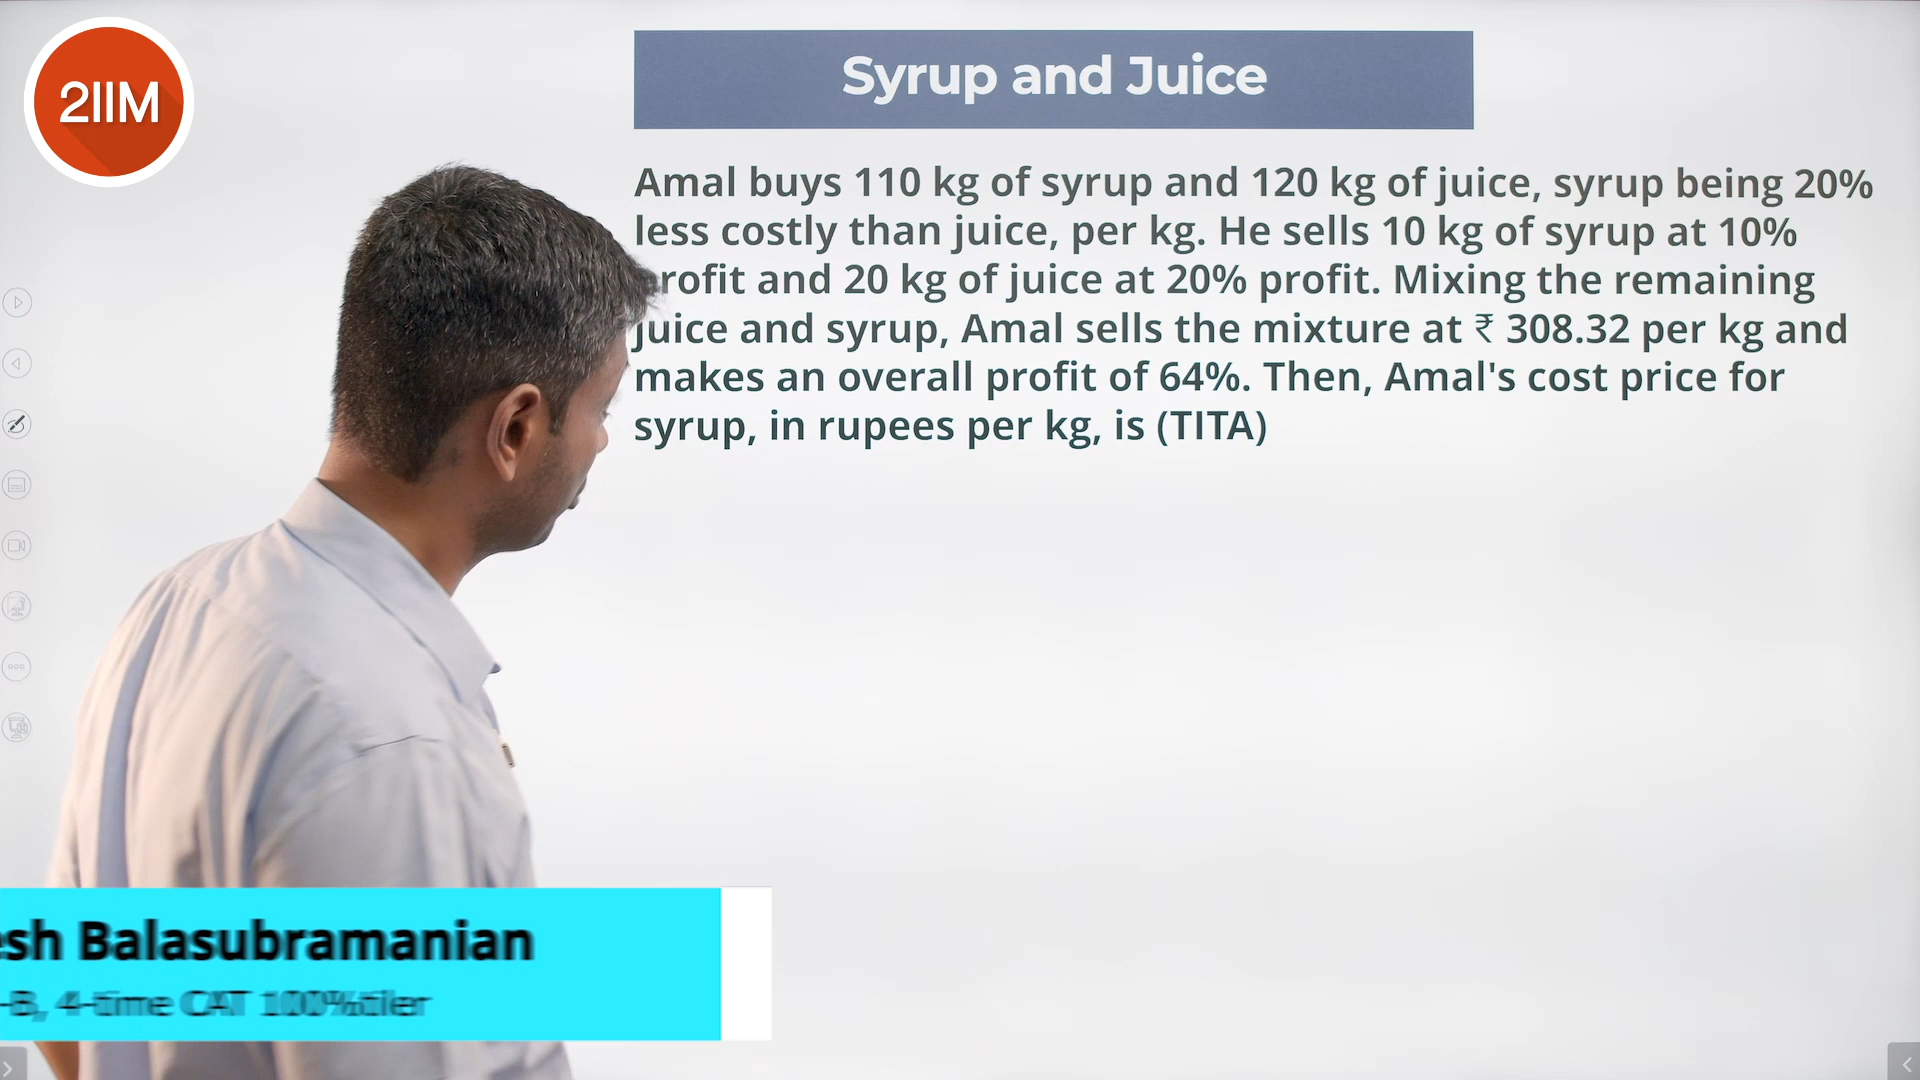 2IIM
Syrup and Juice
Amal buys 110 kg of syrup and 120 kg of juice, syrup being 20%
less costly than juice, per kg. He sells 10 kg of syrup at 10%
profit and 20 kg of juice at 20% profit. Mixing the remaining
juice and syrup, Amal sells the mixture at ₹ 308.32 per kg and
makes an overall profit of 64%. Then, Amal's cost price for
syrup, in rupees per kg, is (TITA)
esh Balasubramanian
-B, 4-time CAT 100%tiler